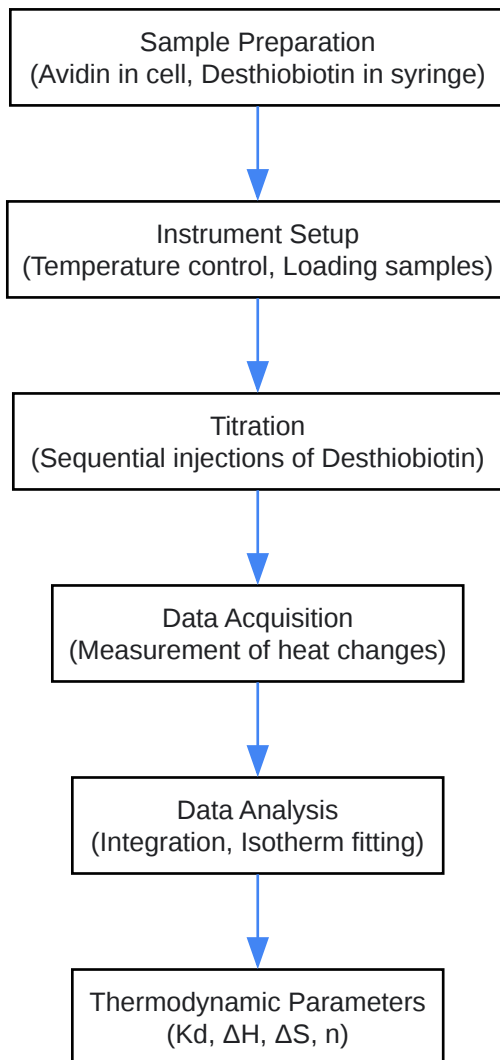 Sample Preparation
(Avidin in cell, Desthiobiotin in syringe)
Instrument Setup
(Temperature control, Loading samples)
Titration
(Sequential injections of Desthiobiotin)
Data Acquisition
(Measurement of heat changes)
Data Analysis
(Integration, Isotherm fitting)
Thermodynamic Parameters
(Kd, ΔH, ΔS, n)